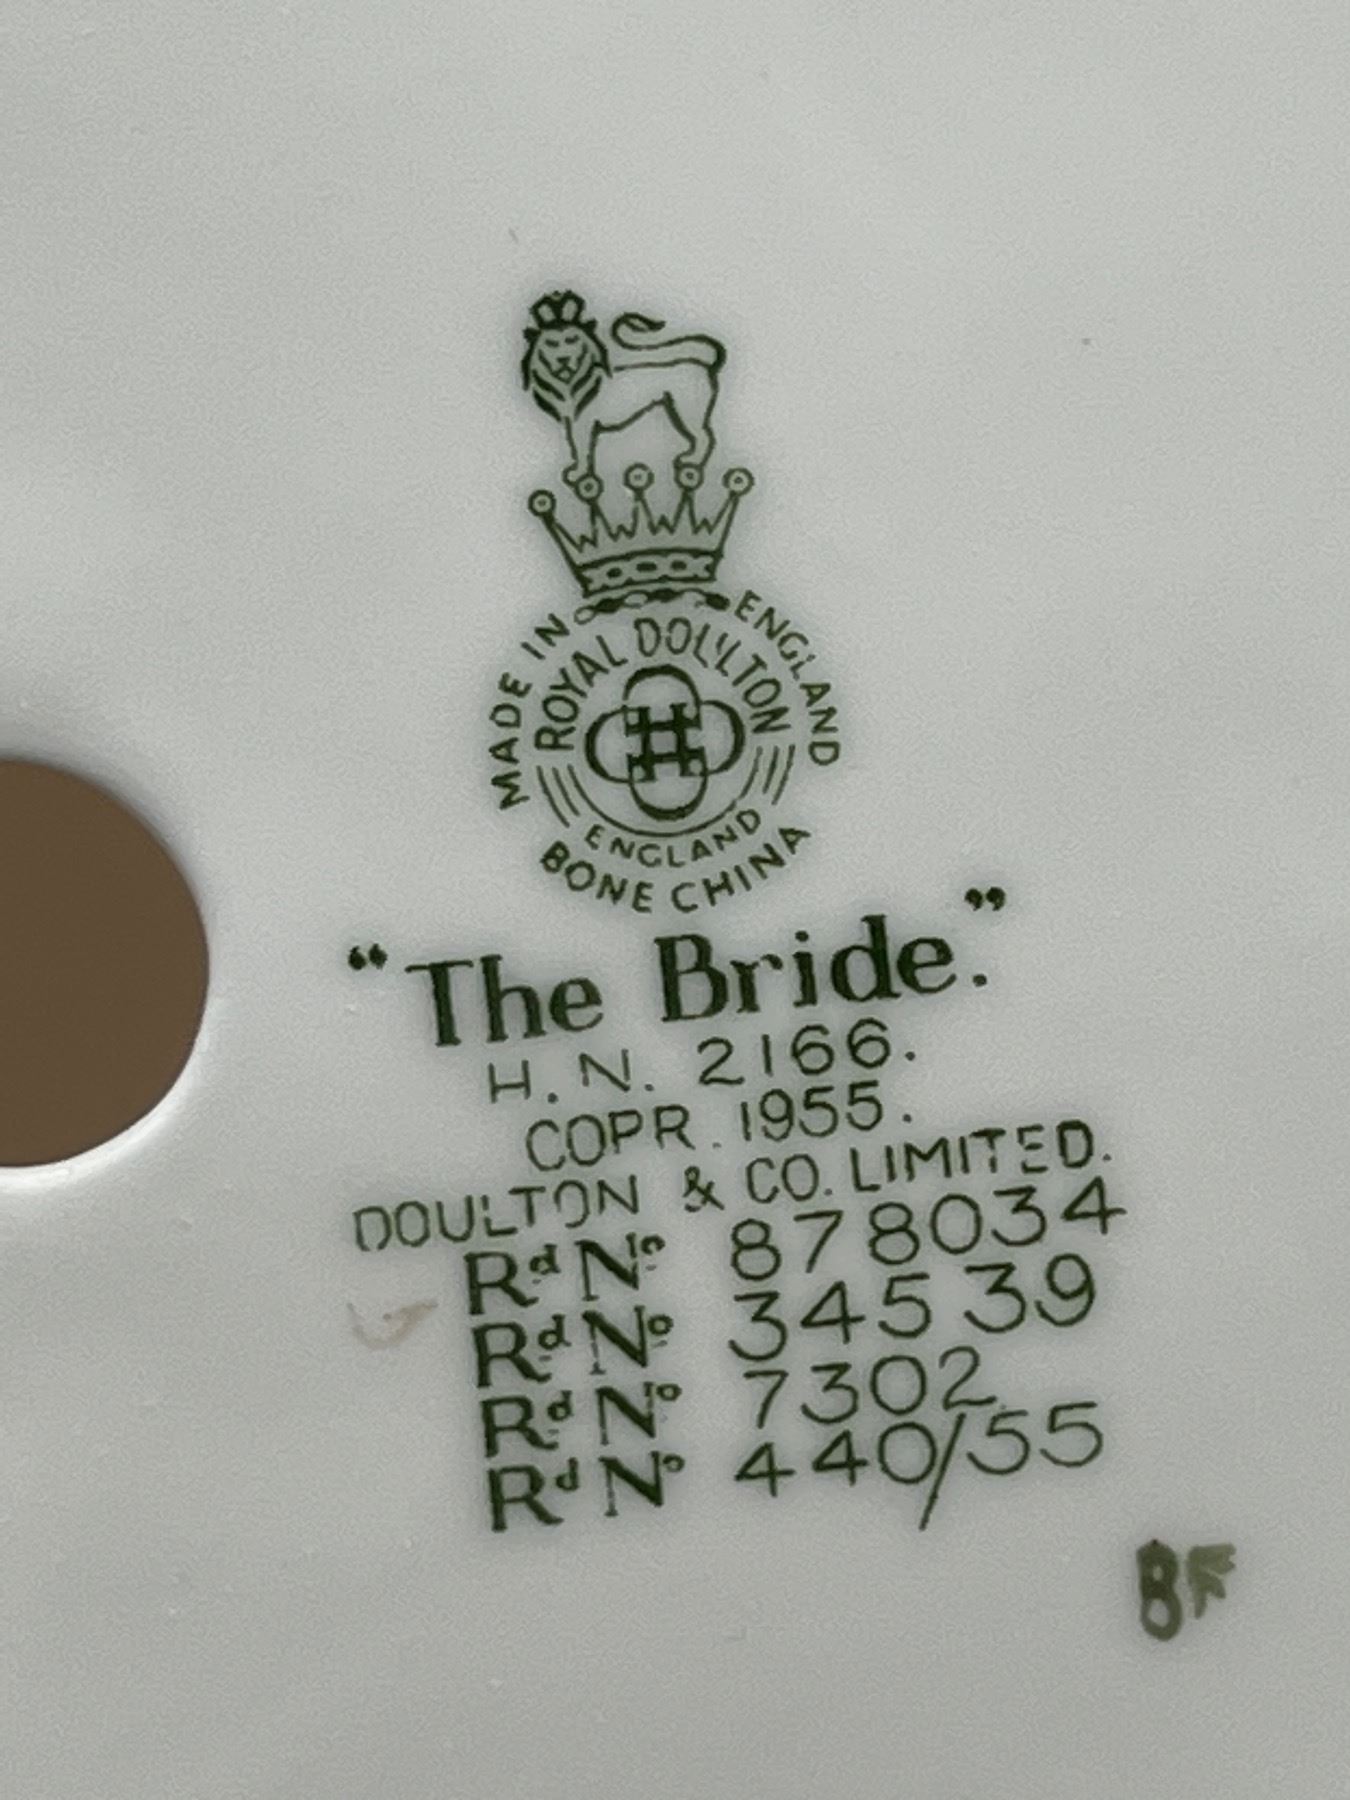 MADE IN ENGLAND
ROYAL DOULTON
ENGLAND
BONE CHINA
“The Bride.”
H. N. 2166.
COPR. 1955.
DOULTON & CO. LIMITED.
Rd No 878034
Rd No 34539
Rd No 7302
Rd No 440/55
BF